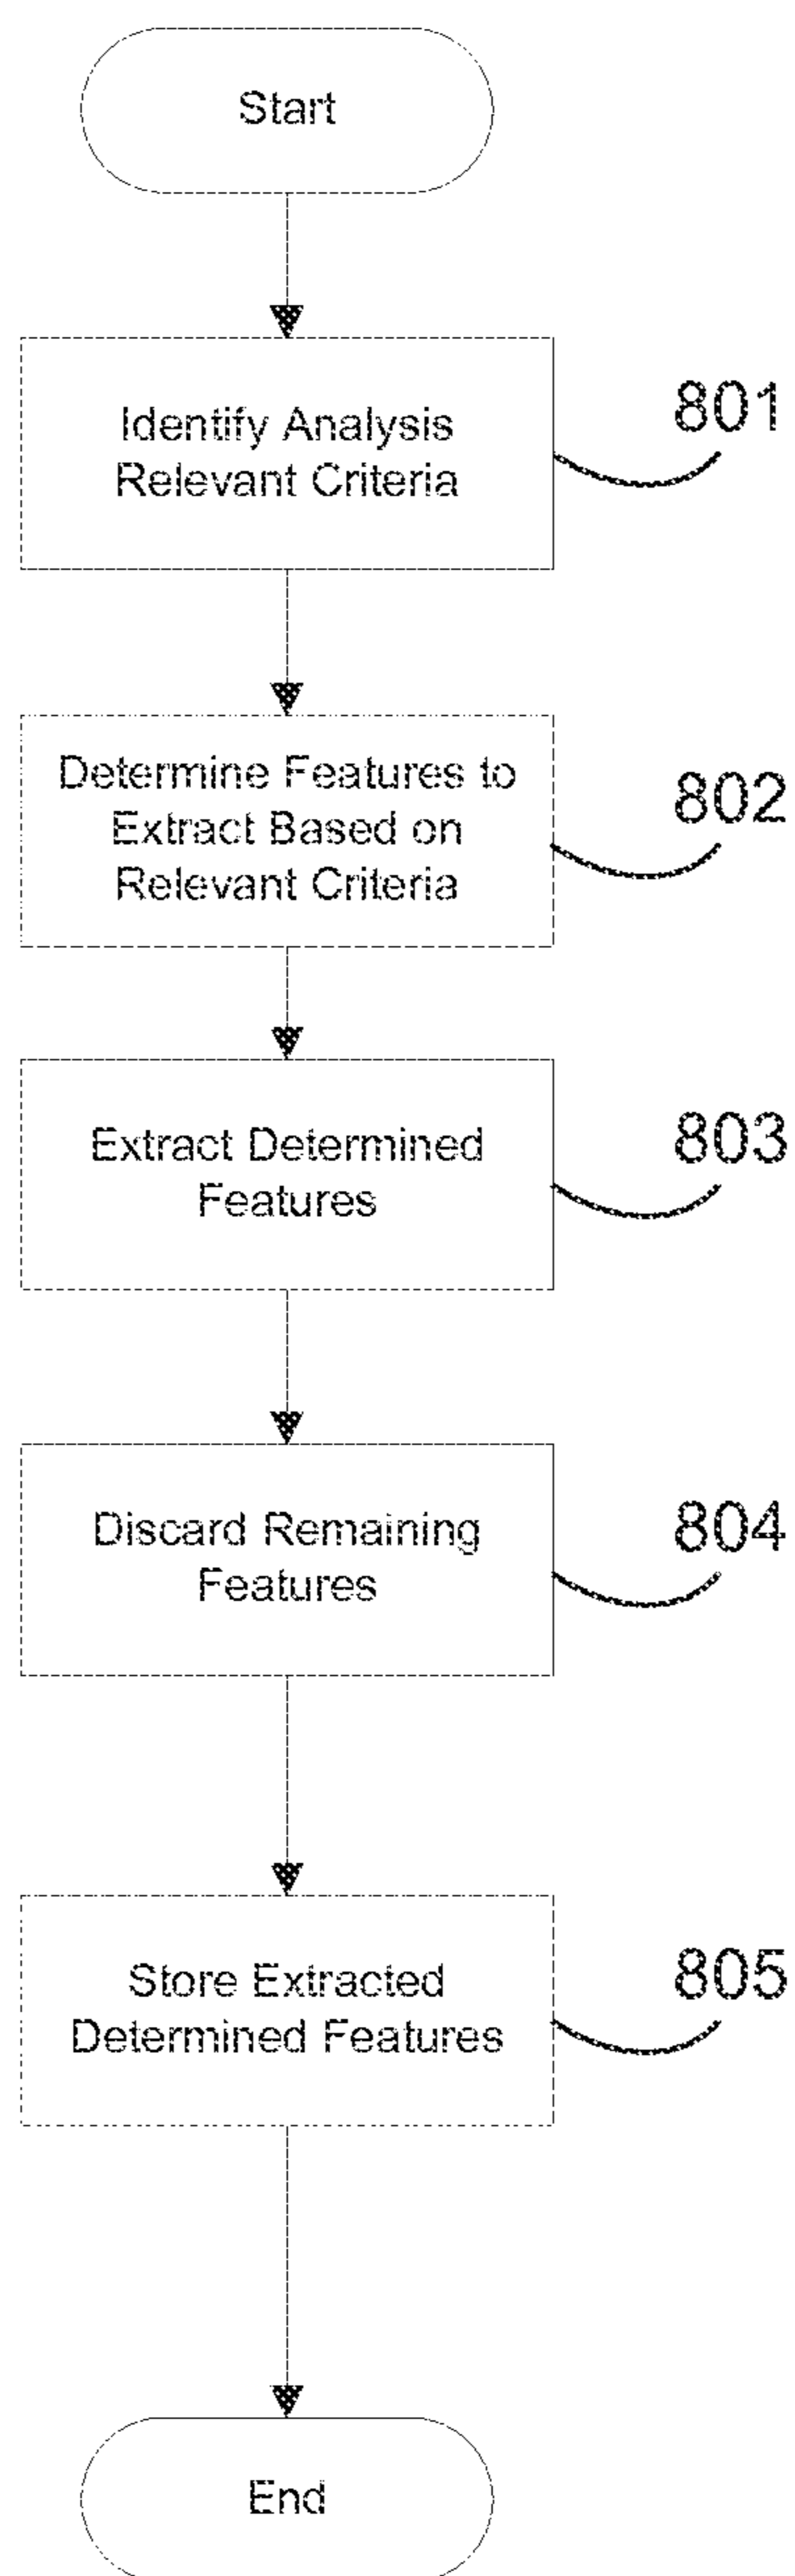 Start
Identify Analysis
Relevant Criteria
801
Determine Features to
Extract Based on
Relevant Criteria
802
Extract Determined
Features
803
Discard Remaining
Features
804
Store Extracted
Determined Features
805
End